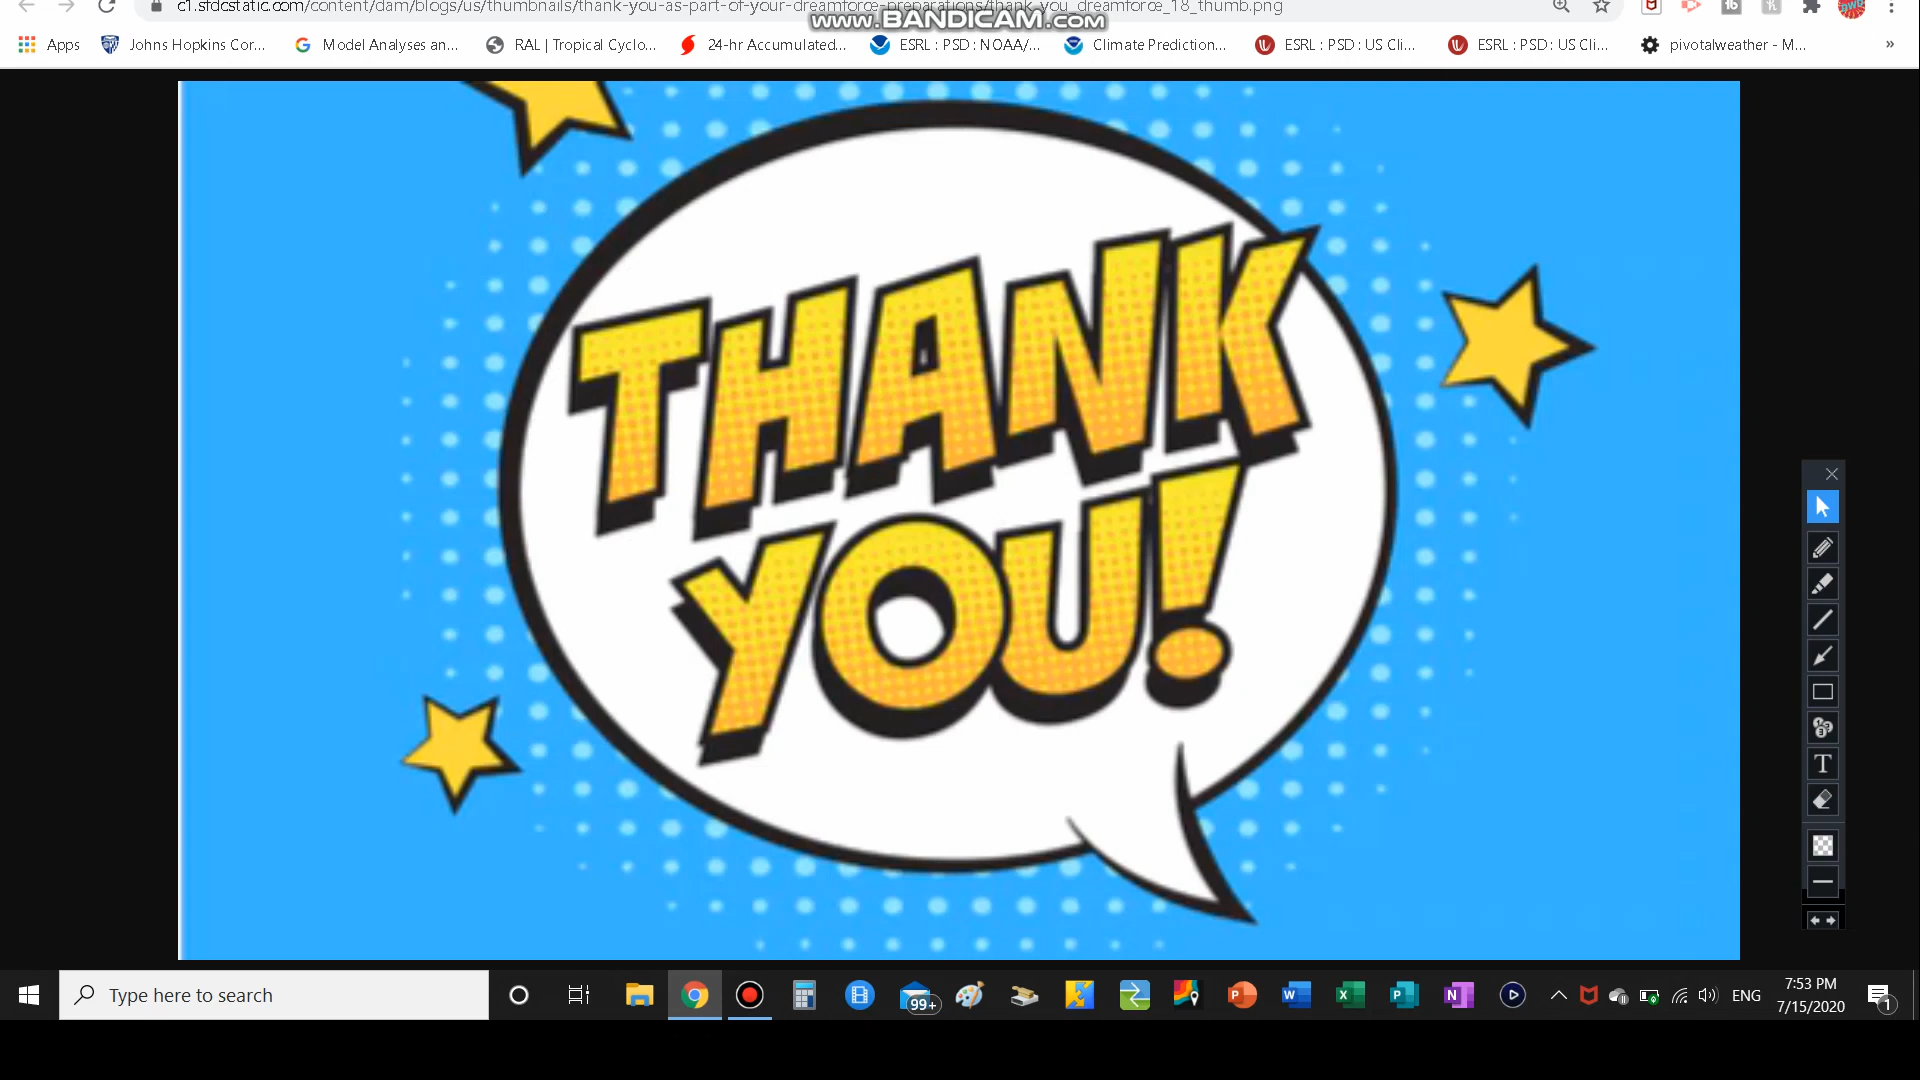 c1.sfdcstatic.com/content/dam/blogs/us/thumbnails/thank-you-as-part-of-your-dreamforce-preparations/thank_you_dreamforce_18_thumb.png
www.BANDICAM.com
Apps Johns Hopkins Cor... Model Analyses an... RAL | Tropical Cyclo... 24-hr Accumulated... ESRL : PSD : NOAA/... Climate Prediction... ESRL : PSD : US Cli... ESRL : PSD : US Cli... pivotalweather - M... »
THANK
YOU!
T
Type here to search 99+ ENG 7:53 PM
7/15/2020 1